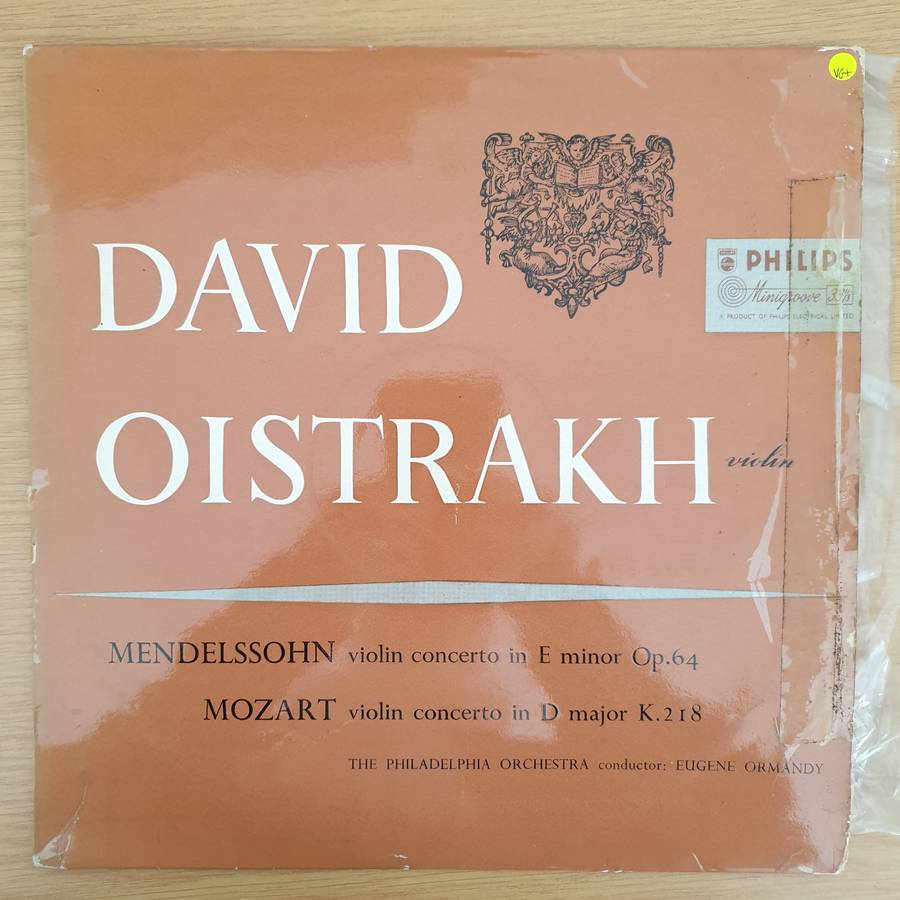 VG+
DAVID
PHILIPS
Minigroove 33⅓
A PRODUCT OF PHILIPS ELECTRICAL LIMITED
OISTRAKH violin
MENDELSSOHN violin concerto in E minor Op.64
MOZART violin concerto in D major K.218
THE PHILADELPHIA ORCHESTRA conductor: EUGENE ORMANDY